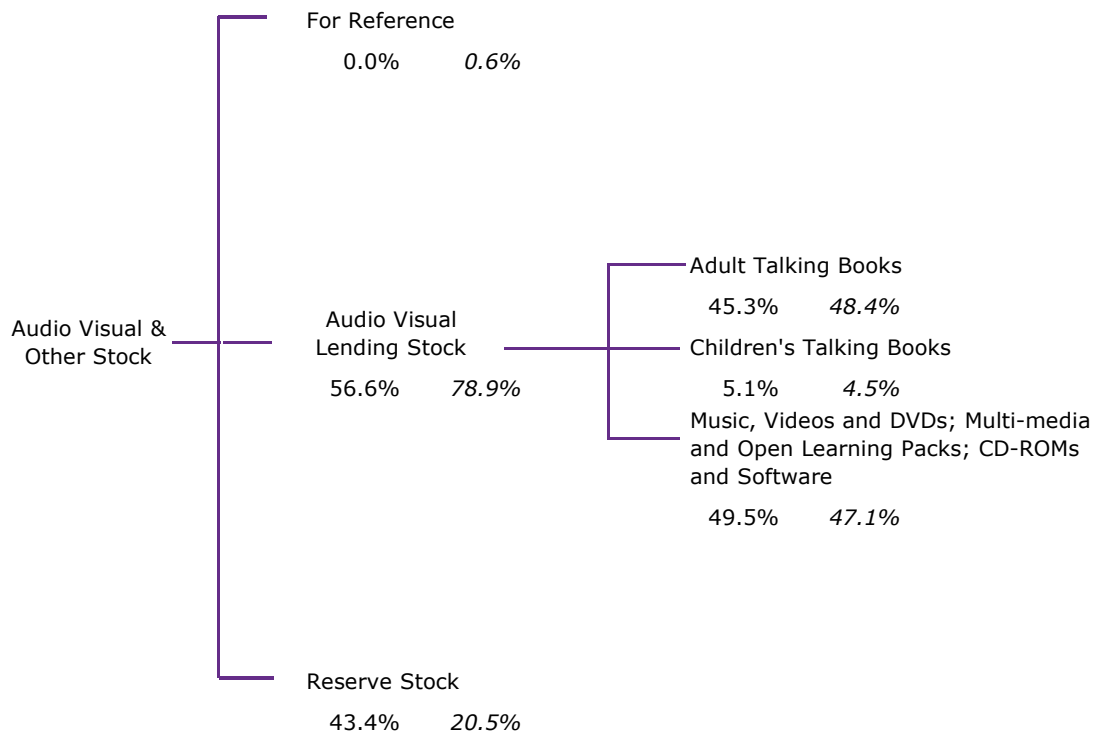 For Reference
0.0% 0.6%
Audio Visual &
Other Stock
Audio Visual
Lending Stock
56.6% 78.9%
Adult Talking Books
45.3% 48.4%
Children's Talking Books
5.1% 4.5%
Music, Videos and DVDs; Multi-media
and Open Learning Packs; CD-ROMs
and Software
49.5% 47.1%
Reserve Stock
43.4% 20.5%